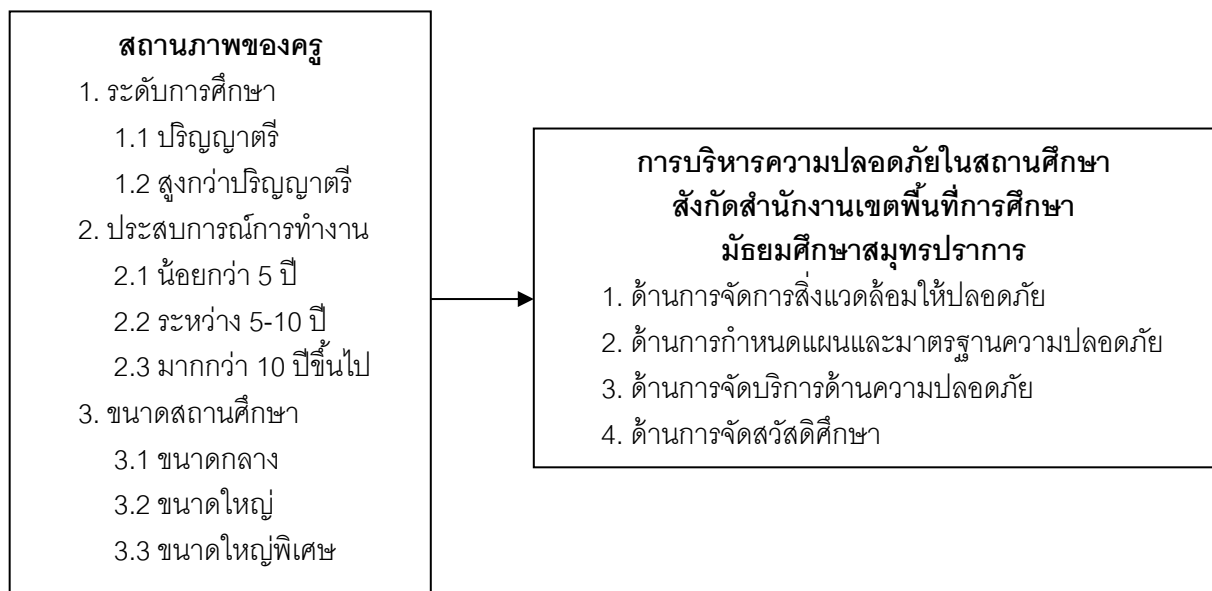 สถานภาพของครู
1. ระดับการศึกษา
1.1 ปริญญาตรี
1.2 สูงกว่าปริญญาตรี
2. ประสบการณ์การทำงาน
2.1 น้อยกว่า 5 ปี
2.2 ระหว่าง 5-10 ปี
2.3 มากกว่า 10 ปีขึ้นไป
3. ขนาดสถานศึกษา
3.1 ขนาดกลาง
3.2 ขนาดใหญ่
3.3 ขนาดใหญ่พิเศษ
การบริหารความปลอดภัยในสถานศึกษา
สังกัดสำนักงานเขตพื้นที่การศึกษา
มัธยมศึกษาสมุทรปราการ
1. ด้านการจัดการสิ่งแวดล้อมให้ปลอดภัย
2. ด้านการกำหนดแผนและมาตรฐานความปลอดภัย
3. ด้านการจัดบริการด้านความปลอดภัย
4. ด้านการจัดสวัสดิศึกษา